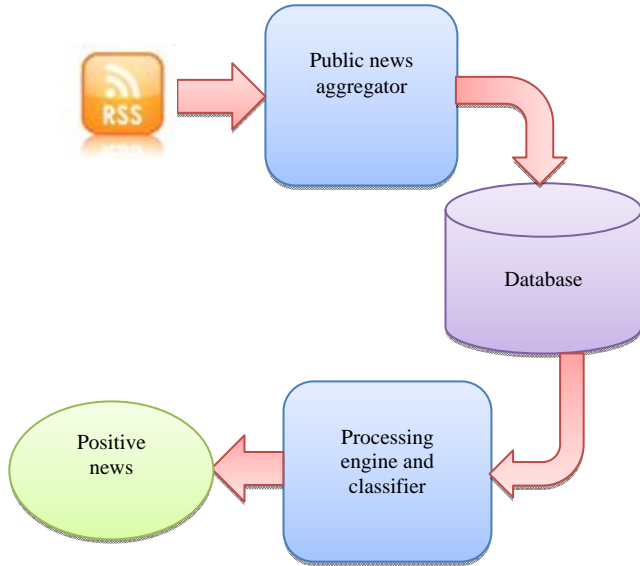 RSS
Public news
aggregator
Database
Processing
engine and
classifier
Positive
news